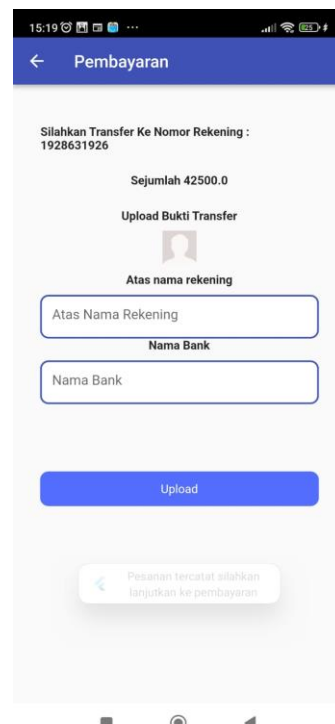 15:19
Pembayaran
Silahkan Transfer Ke Nomor Rekening :
1928631926
Sejumlah 42500.0
Upload Bukti Transfer
Atas nama rekening
Atas Nama Rekening
Nama Bank
Nama Bank
Upload
Pesanan tercatat silahkan
lanjutkan ke pembayaran